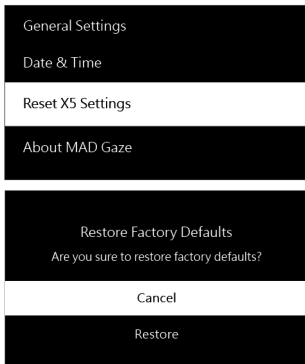 General Settings
Date & Time
Reset X5 Settings
About MAD Gaze
Restore Factory Defaults
Are you sure to restore factory defaults?
Cancel
Restore